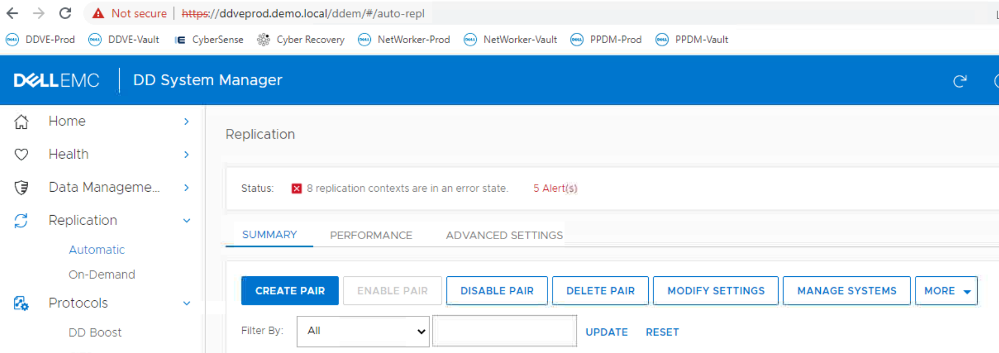 Not secure | https://ddveprod.demo.local/ddem/#/auto-repl
DDVE-Prod DDVE-Vault CyberSense Cyber Recovery NetWorker-Prod NetWorker-Vault PPDM-Prod PPDM-Vault
DELLEMC DD System Manager
Home
Health
Data Manageme...
Replication
Automatic
On-Demand
Protocols
DD Boost
Replication
Status: 8 replication contexts are in an error state. 5 Alert(s)
SUMMARY PERFORMANCE ADVANCED SETTINGS
CREATE PAIR ENABLE PAIR DISABLE PAIR DELETE PAIR MODIFY SETTINGS MANAGE SYSTEMS MORE
Filter By: All UPDATE RESET